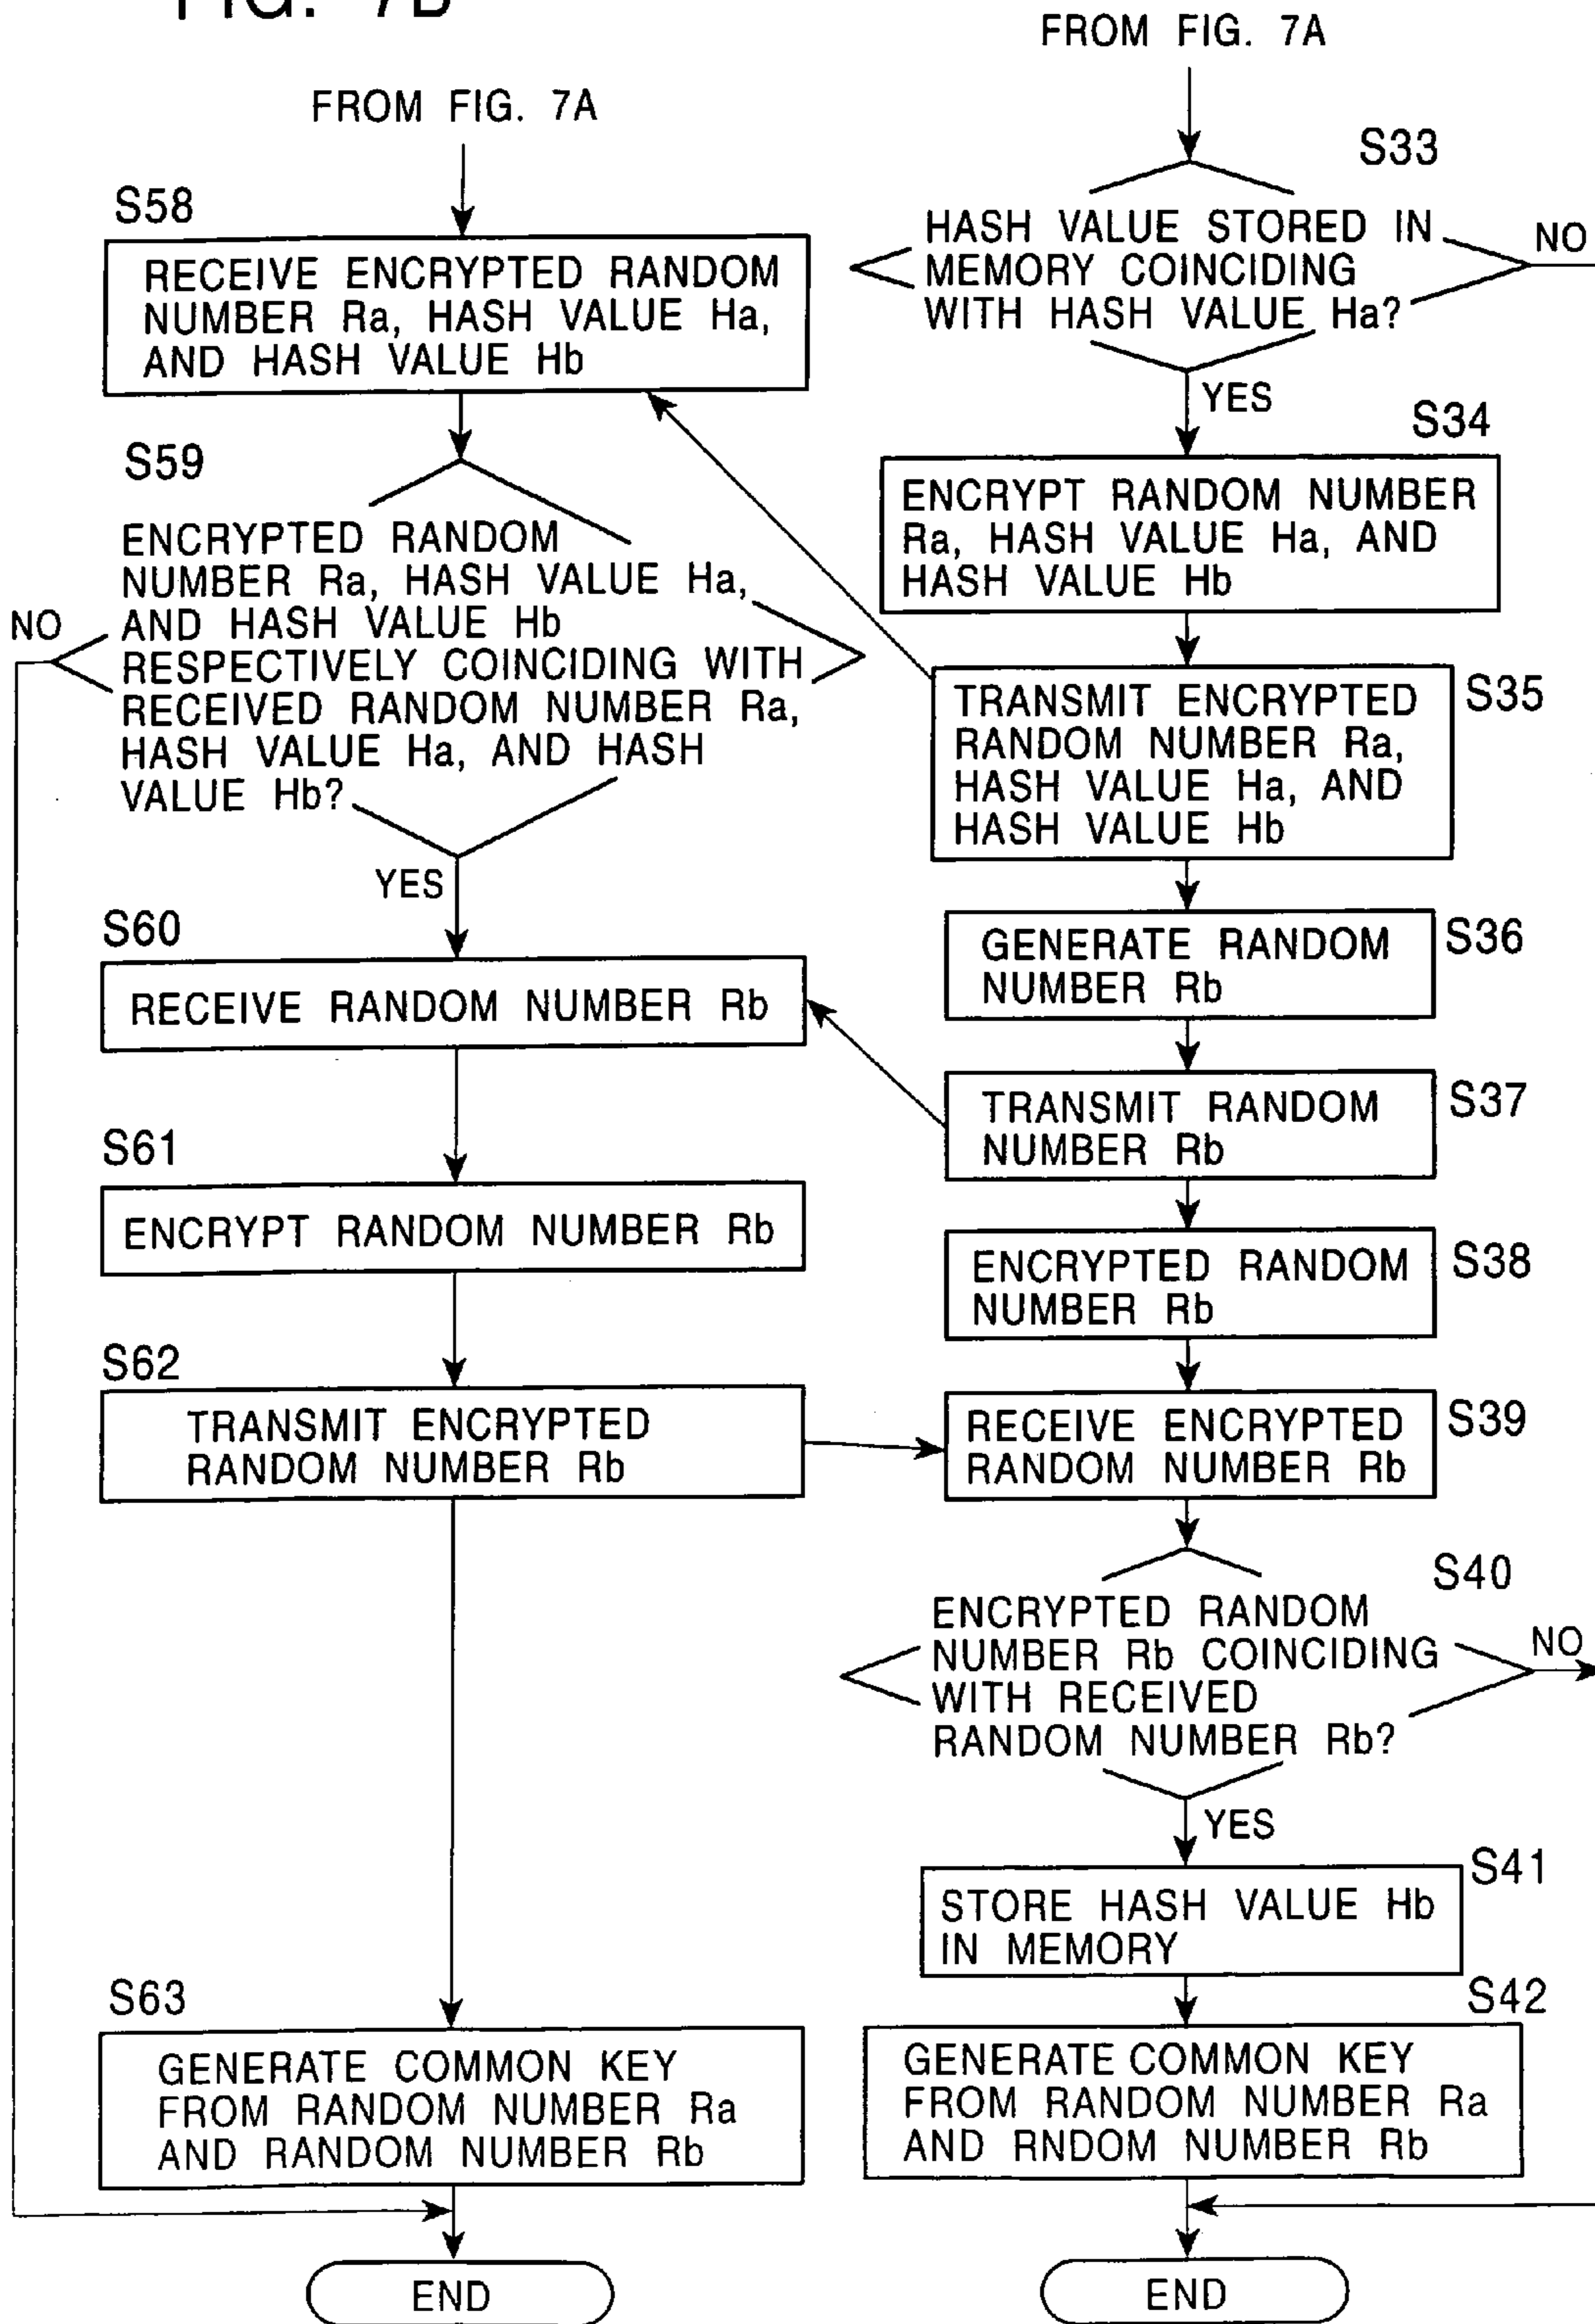 FIG. 7B
FROM FIG. 7A
S58
RECEIVE ENCRYPTED RANDOM
NUMBER Ra, HASH VALUE Ha,
AND HASH VALUE Hb
S59
ENCRYPTED RANDOM
NUMBER Ra, HASH VALUE Ha,
AND HASH VALUE Hb
RESPECTIVELY COINCIDING WITH
RECEIVED RANDOM NUMBER Ra,
HASH VALUE Ha, AND HASH
VALUE Hb?
NO
YES
S60
RECEIVE RANDOM NUMBER Rb
S61
ENCRYPT RANDOM NUMBER Rb
S62
TRANSMIT ENCRYPTED
RANDOM NUMBER Rb
S63
GENERATE COMMON KEY
FROM RANDOM NUMBER Ra
AND RANDOM NUMBER Rb
END
FROM FIG. 7A
S33
HASH VALUE STORED IN
MEMORY COINCIDING
WITH HASH VALUE Ha?
NO
YES
S34
ENCRYPT RANDOM NUMBER
Ra, HASH VALUE Ha, AND
HASH VALUE Hb
S35
TRANSMIT ENCRYPTED
RANDOM NUMBER Ra,
HASH VALUE Ha, AND
HASH VALUE Hb
S36
GENERATE RANDOM
NUMBER Rb
S37
TRANSMIT RANDOM
NUMBER Rb
S38
ENCRYPTED RANDOM
NUMBER Rb
S39
RECEIVE ENCRYPTED
RANDOM NUMBER Rb
S40
ENCRYPTED RANDOM
NUMBER Rb COINCIDING
WITH RECEIVED
RANDOM NUMBER Rb?
NO
YES
S41
STORE HASH VALUE Hb
IN MEMORY
S42
GENERATE COMMON KEY
FROM RANDOM NUMBER Ra
AND RNDOM NUMBER Rb
END